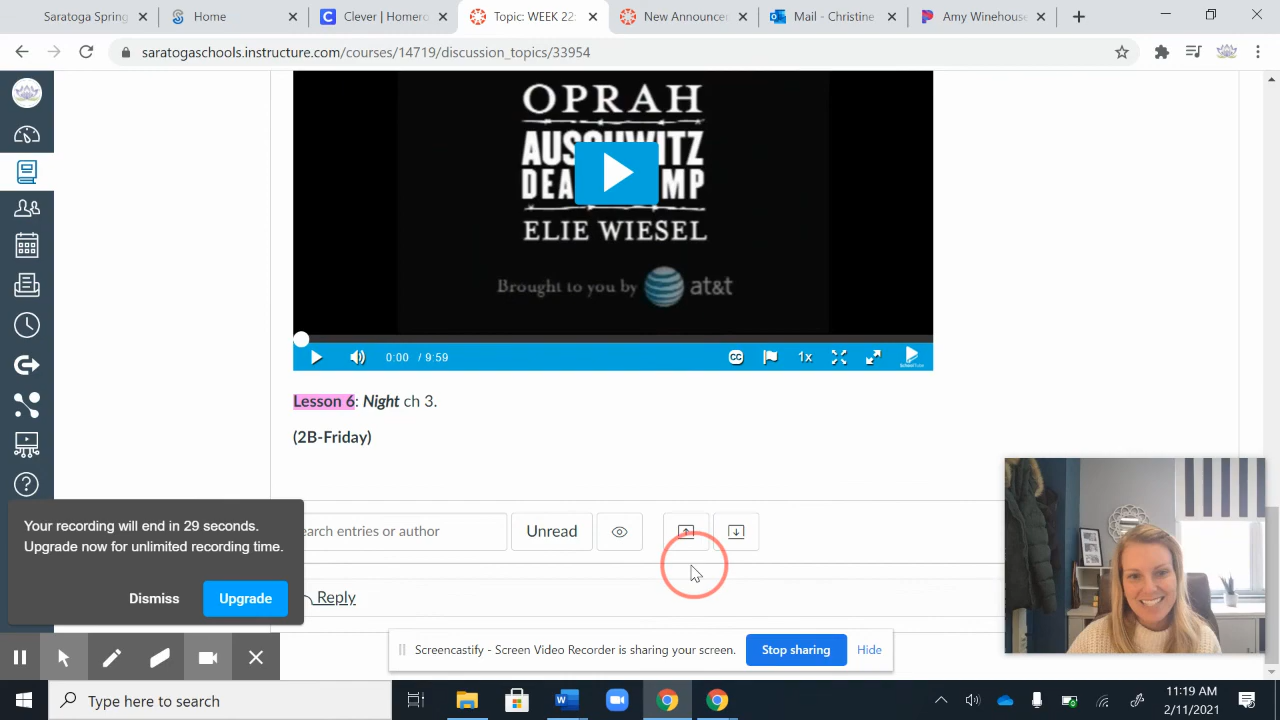 Saratoga Spring
Home
Clever | Homero
Topic: WEEK 22:
New Announcer
Mail - Christine
Amy Winehouse
saratogaschools.instructure.com/courses/14719/discussion_topics/33954
OPRAH
AUSCHWITZ
DEA MP
ELIE WIESEL
Brought to you by at&t
0:00 / 9:59
CC
1x
Lesson 6: Night ch 3.
(2B-Friday)
Your recording will end in 29 seconds.
Upgrade now for unlimited recording time.
Dismiss
Upgrade
earch entries or author
Unread
Reply
Screencastify - Screen Video Recorder is sharing your screen.
Stop sharing
Hide
Type here to search
11:19 AM
2/11/2021